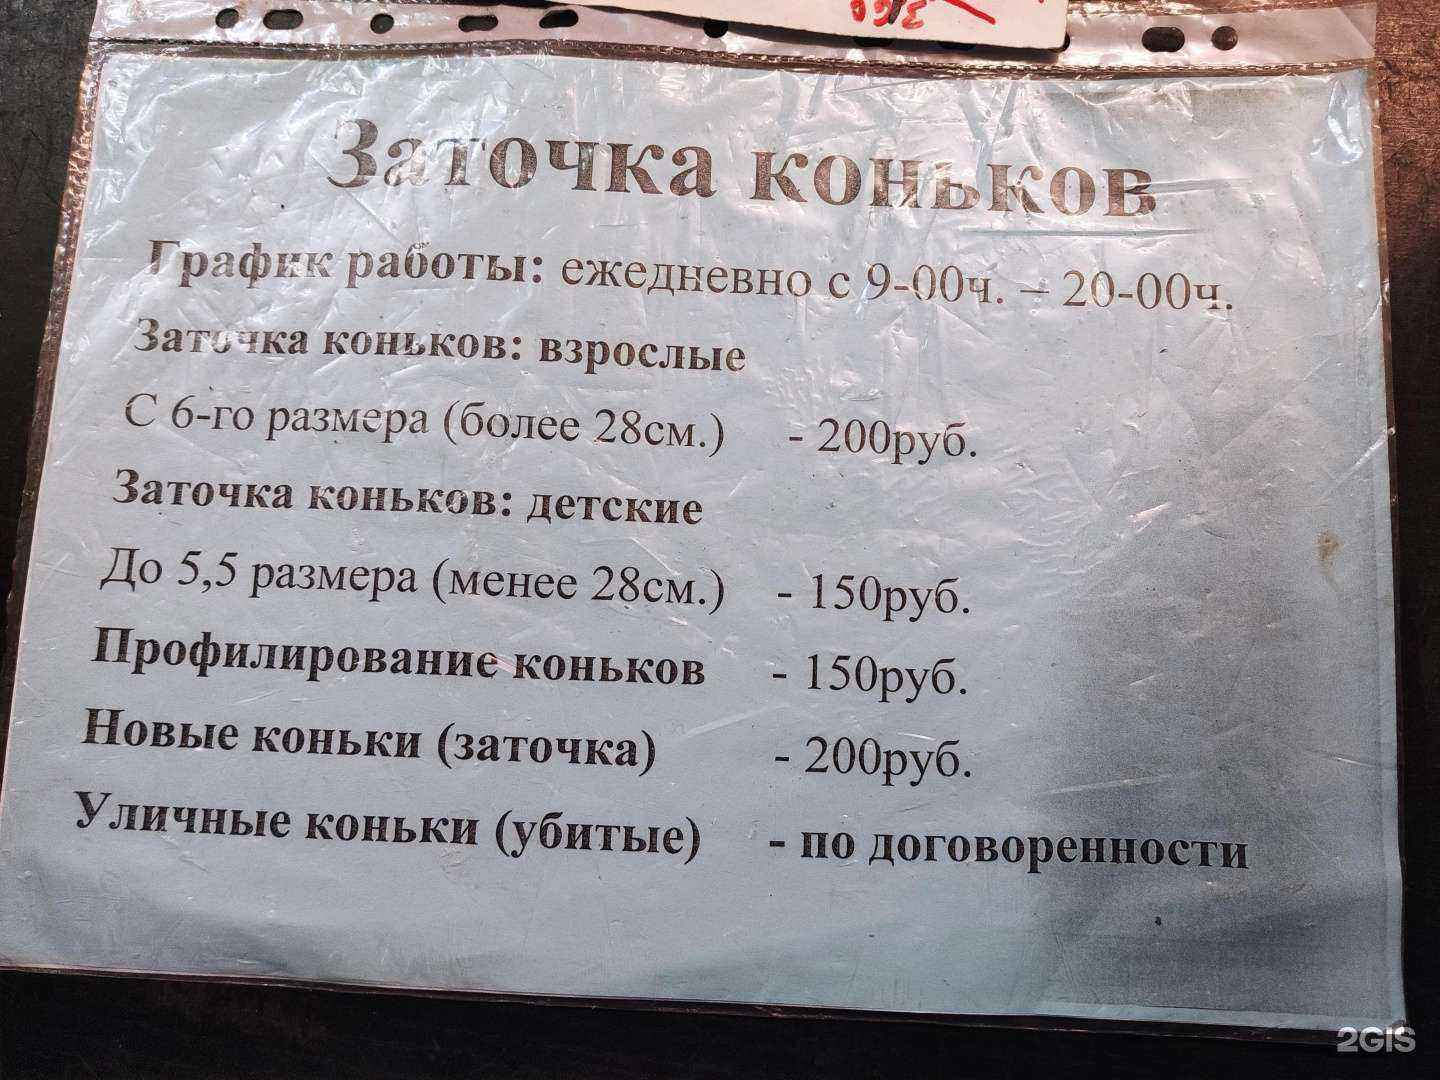 Заточка коньков
График работы: ежедневно с 9-00ч. – 20-00ч.
Заточка коньков: взрослые
С 6-го размера (более 28см.) - 200руб.
Заточка коньков: детские
До 5,5 размера (менее 28см.) - 150руб.
Профилирование коньков - 150руб.
Новые коньки (заточка) - 200руб.
Уличные коньки (убитые) - по договоренности
2GIS